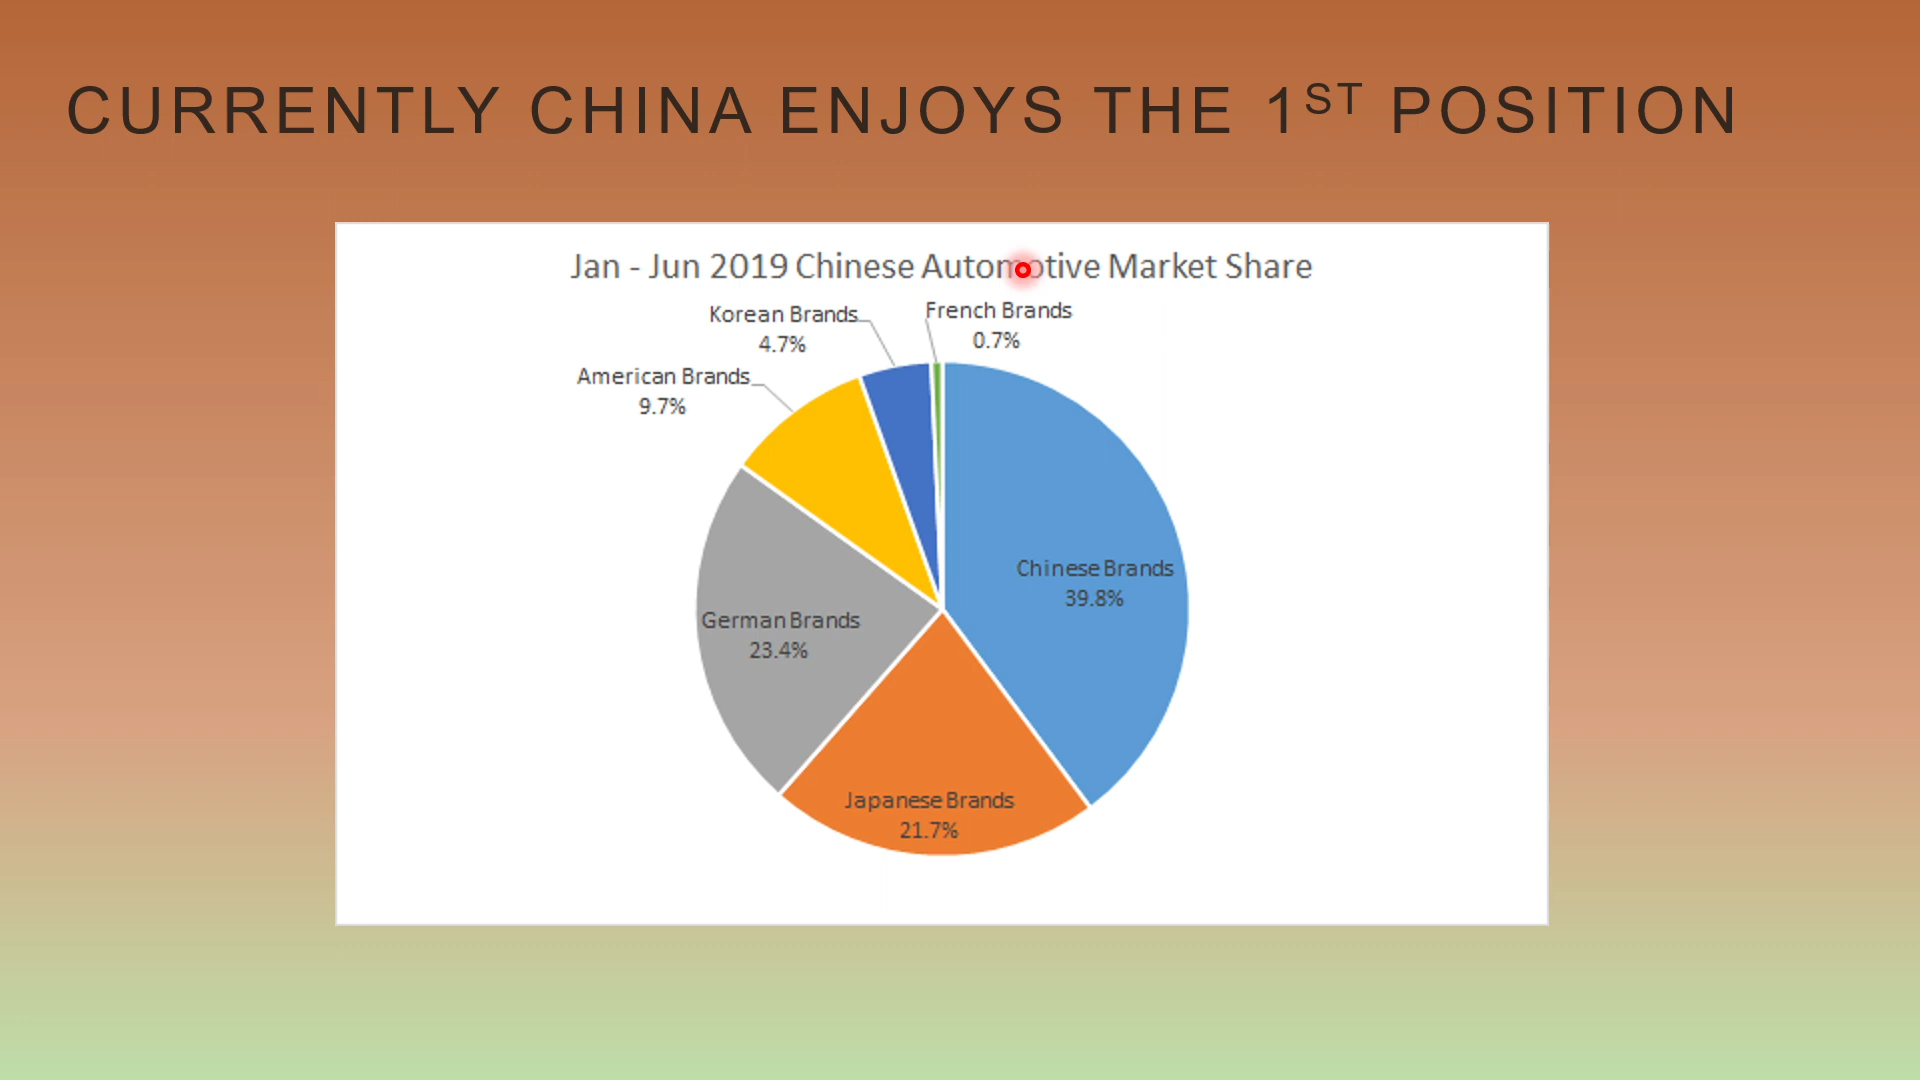 CURRENTLY CHINA ENJOYS THE 1ST POSITION
Jan - Jun 2019 Chinese Automotive Market Share
Korean Brands
4.7%
French Brands
0.7%
American Brands
9.7%
Chinese Brands
39.8%
German Brands
23.4%
Japanese Brands
21.7%